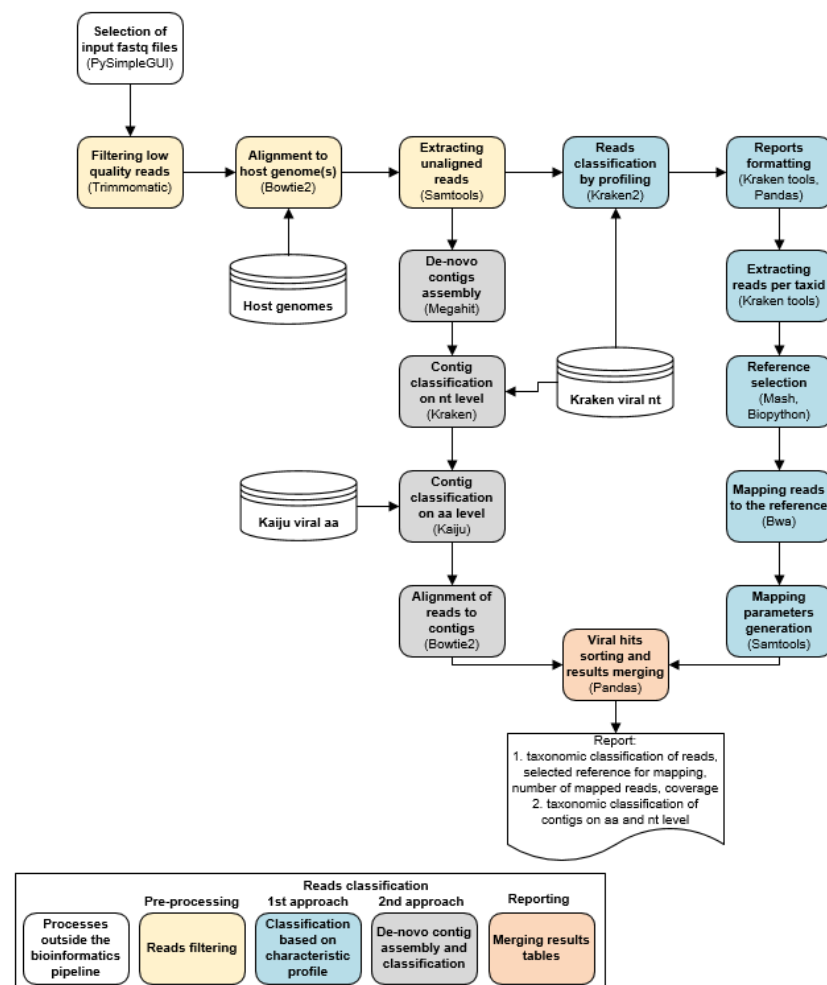 Selection of
input fastq files
(PySimpleGUI)
Filtering low
quality reads
(Trimmomatic)
Alignment to
host genome(s)
(Bowtie2)
Extracting
unaligned
reads
(Samtools)
Reads
classification
by profiling
(Kraken2)
Reports
formatting
(Kraken tools,
Pandas)
Host genomes
De-novo
contigs
assembly
(Megahit)
Extracting
reads per taxid
(Kraken tools)
Contig
classification
on nt level
(Kraken)
Kraken viral nt
Reference
selection
(Mash,
Biopython)
Kaiju viral aa
Contig
classification
on aa level
(Kaiju)
Mapping reads
to the reference
(Bwa)
Alignment of
reads to
contigs
(Bowtie2)
Viral hits
sorting and
results merging
(Pandas)
Mapping
parameters
generation
(Samtools)
Report:
1. taxonomic classification of reads,
selected reference for mapping,
number of mapped reads, coverage
2. taxonomic classification of
contigs on aa and nt level
Reads classification
Pre-processing
1st approach
2nd approach
Reporting
Processes
outside the
bioinformatics
pipeline
Reads filtering
Classification
based on
characteristic
profile
De-novo contig
assembly and
classification
Merging results
tables